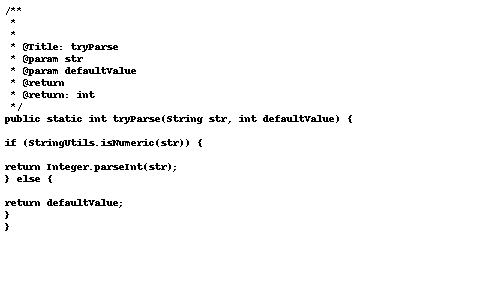 /**
 *
 *
 * @Title: tryParse
 * @param str
 * @param defaultValue
 * @return
 * @return: int
 */
public static int tryParse(String str, int defaultValue) {
if (StringUtils.isNumeric(str)) {
return Integer.parseInt(str);
} else {
return defaultValue;
}
}